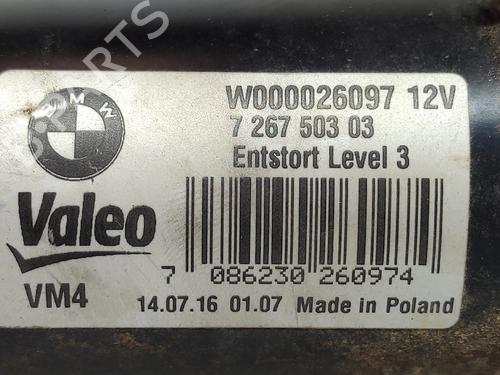 BMW
W000026097 12V
7 267 503 03
Entstort Level 3
Valeo
7 086230 260974
VM4
14.07.16 01.07 Made in Poland
PARTS